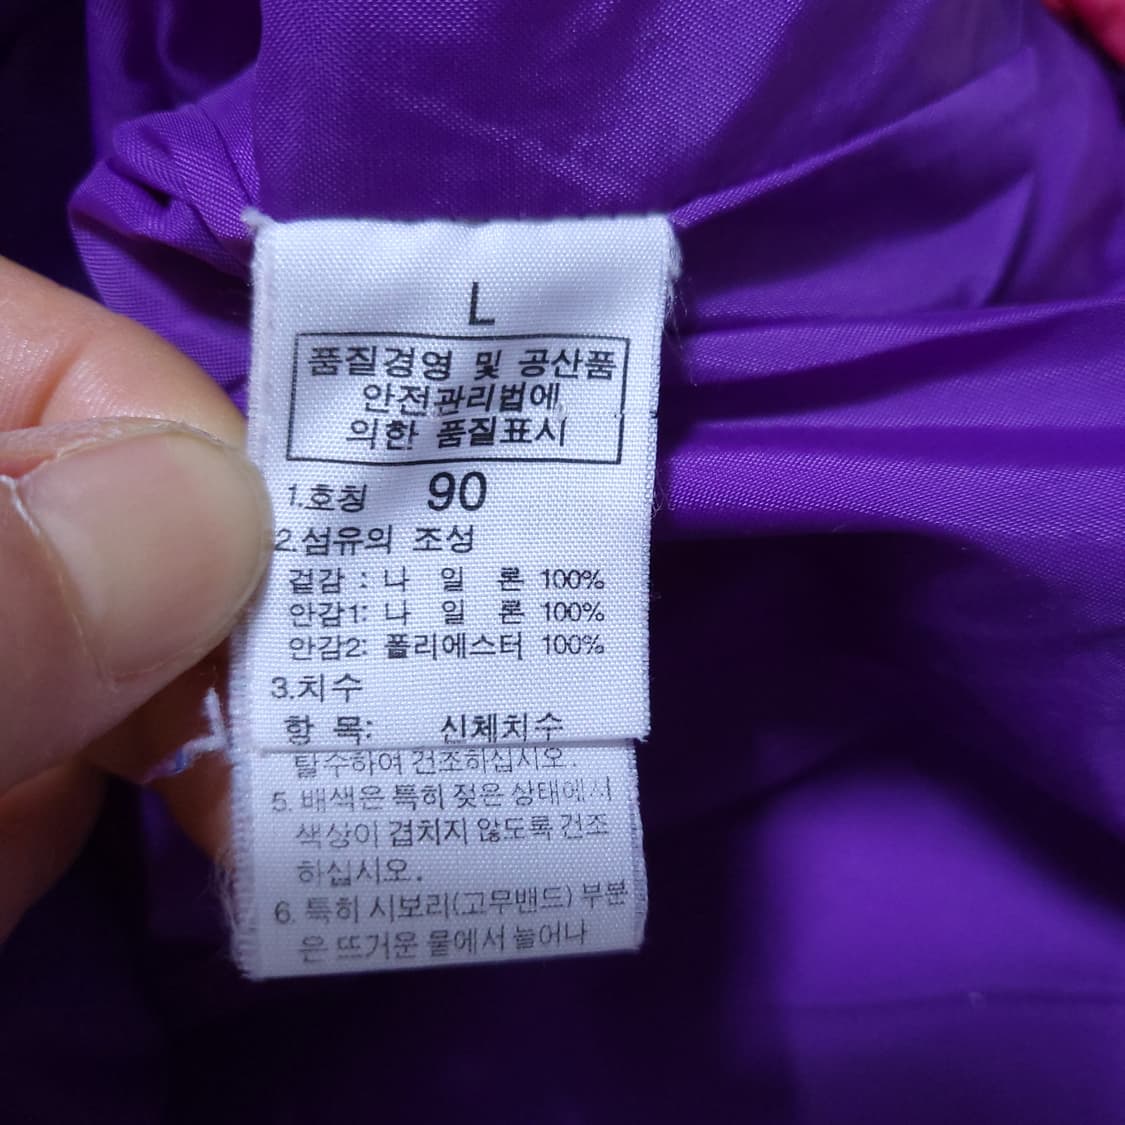 L
품질경영 및 공산품
안전관리법에
의한 품질표시
1.호칭 90
2.섬유의 조성
겉감 : 나 일 론 100%
안감1: 나 일 론 100%
안감2: 폴리에스터 100%
3.치수
항 목: 신체치수
탈수하여 건조하십시오.
5. 배색은 특히 젖은 상태에서
색상이 겹치지 않도록 건조
하십시오.
6. 특히 시보리(고무밴드) 부분
은 뜨거운 물에서 늘어나